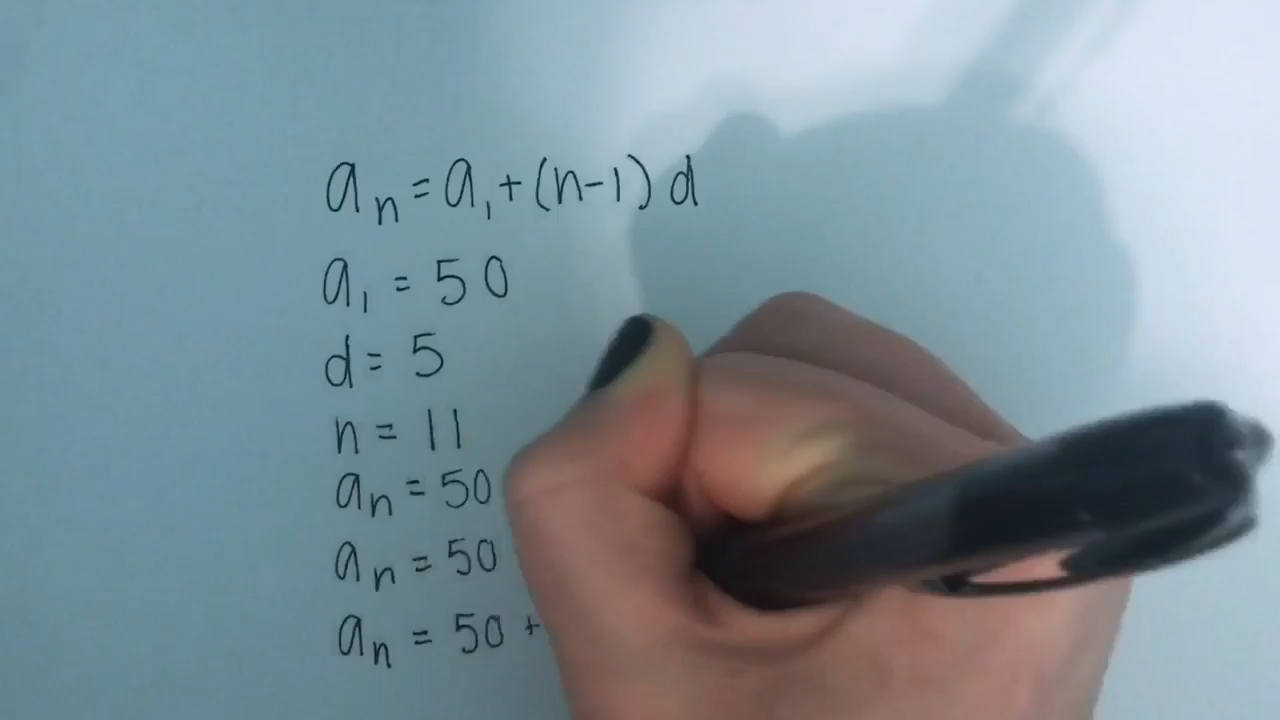 aₙ = a₁ + (n-1) d
a₁ = 50
d = 5
n = 11
aₙ = 50
aₙ = 50
aₙ = 50 +